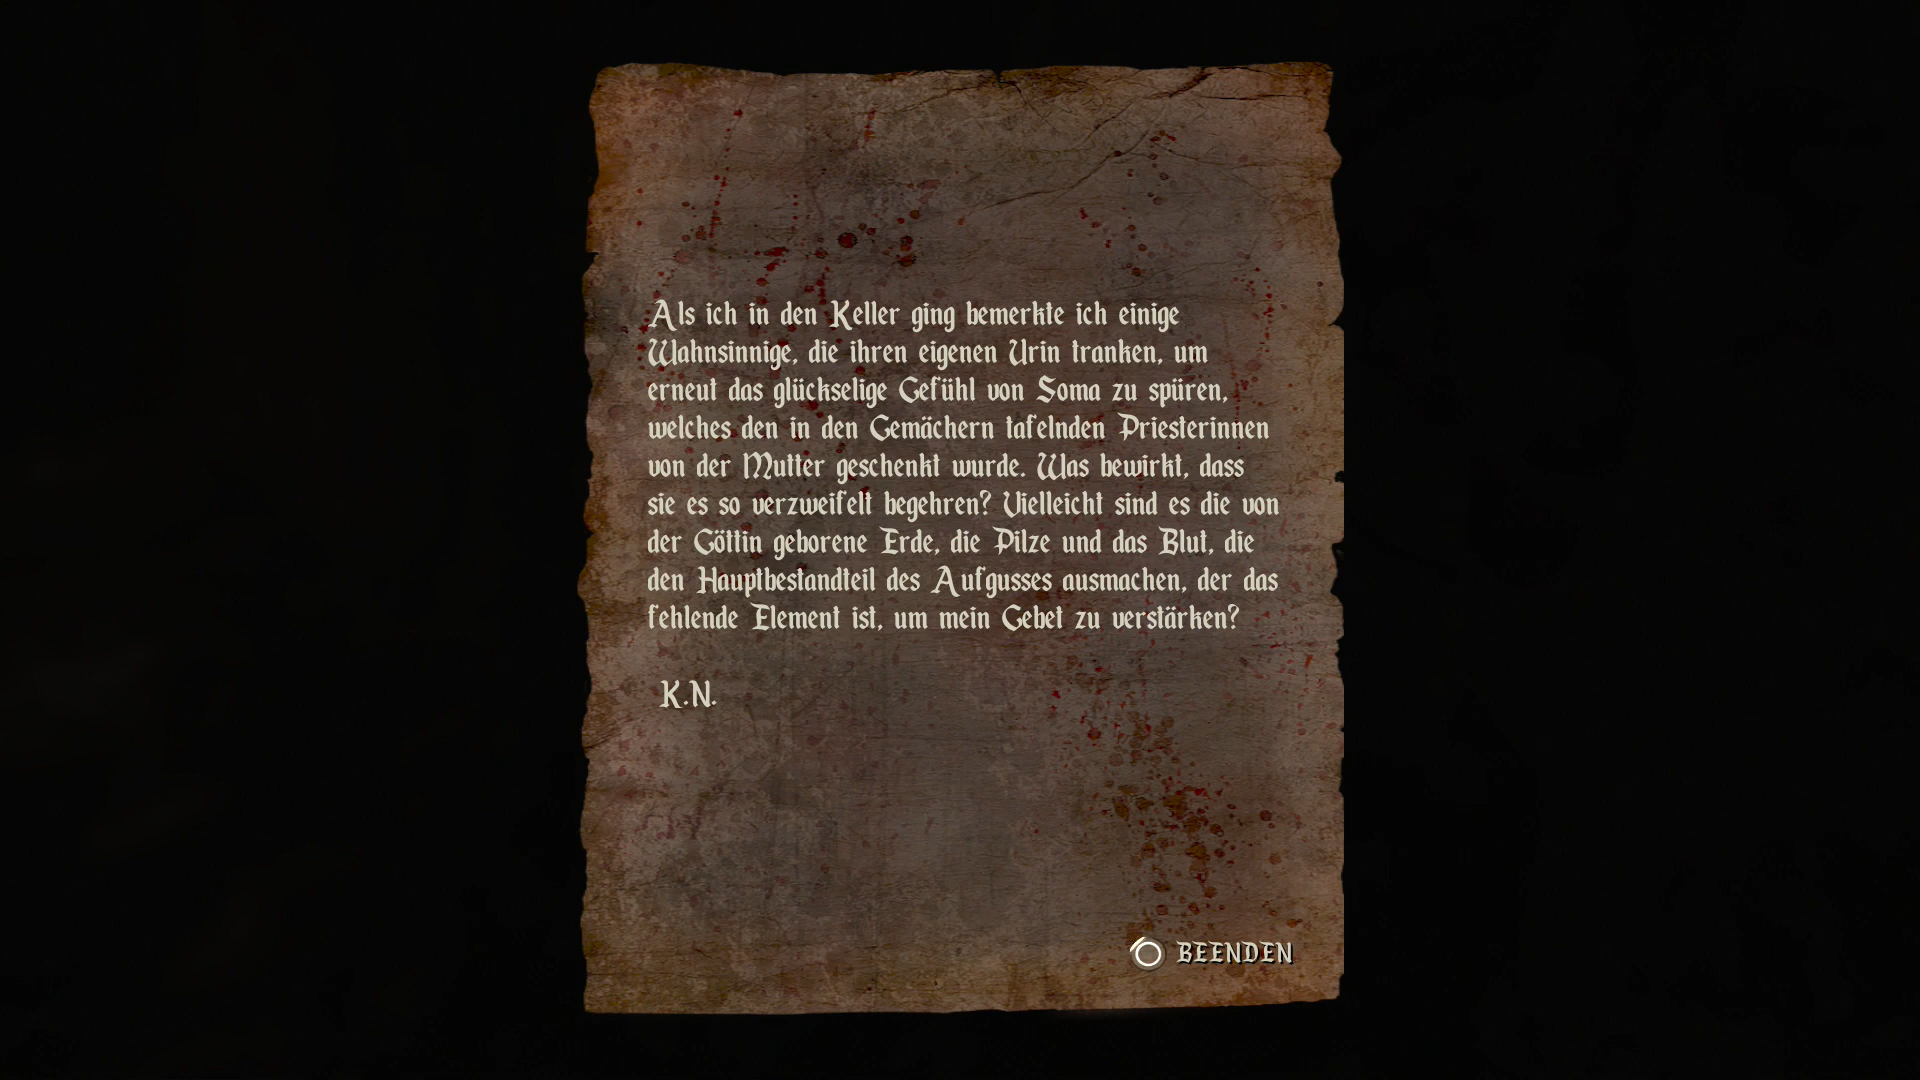 Als ich in den Keller ging bemerkte ich einige
Wahnsinnige, die ihren eigenen Urin tranken, um
erneut das glückselige Gefühl von Soma zu spüren,
welches den in den Gemächern tafelnden Priesterinnen
von der Mutter geschenkt wurde. Was bewirkt, dass
sie es so verzweifelt begehren? Vielleicht sind es die von
der Göttin geborene Erde, die Pilze und das Blut, die
den Hauptbestandteil des Aufgusses ausmachen, der das
fehlende Element ist, um mein Gebet zu verstärken?
K.N.
BEENDEN